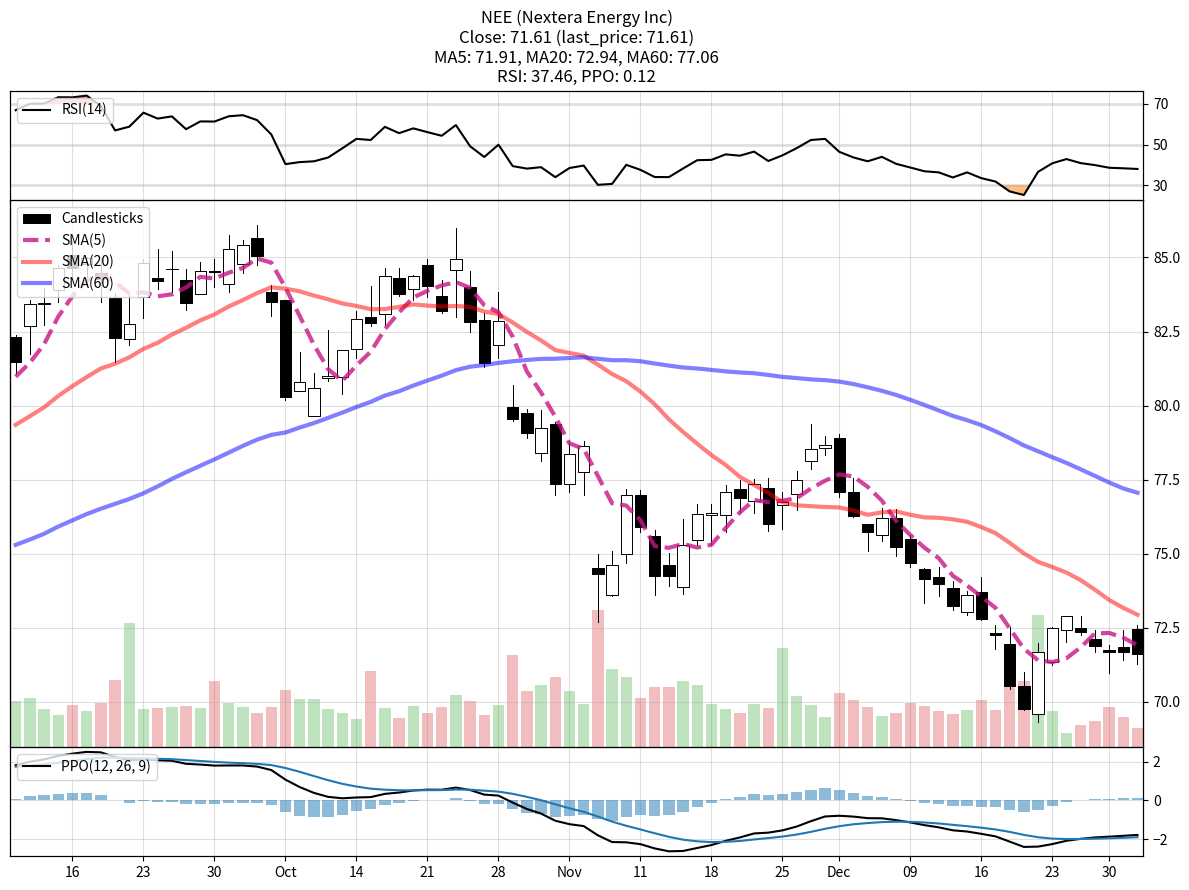 NEE (Nextera Energy Inc)
Close: 71.61 (last_price: 71.61)
MA5: 71.91, MA20: 72.94, MA60: 77.06
RSI: 37.46, PPO: 0.12
RSI(14)
70
50
30
Candlesticks
SMA(5)
SMA(20)
SMA(60)
85.0
82.5
80.0
77.5
75.0
72.5
70.0
PPO(12, 26, 9)
2
0
−2
16 23 30 Oct 14 21 28 Nov 11 18 25 Dec 09 16 23 30